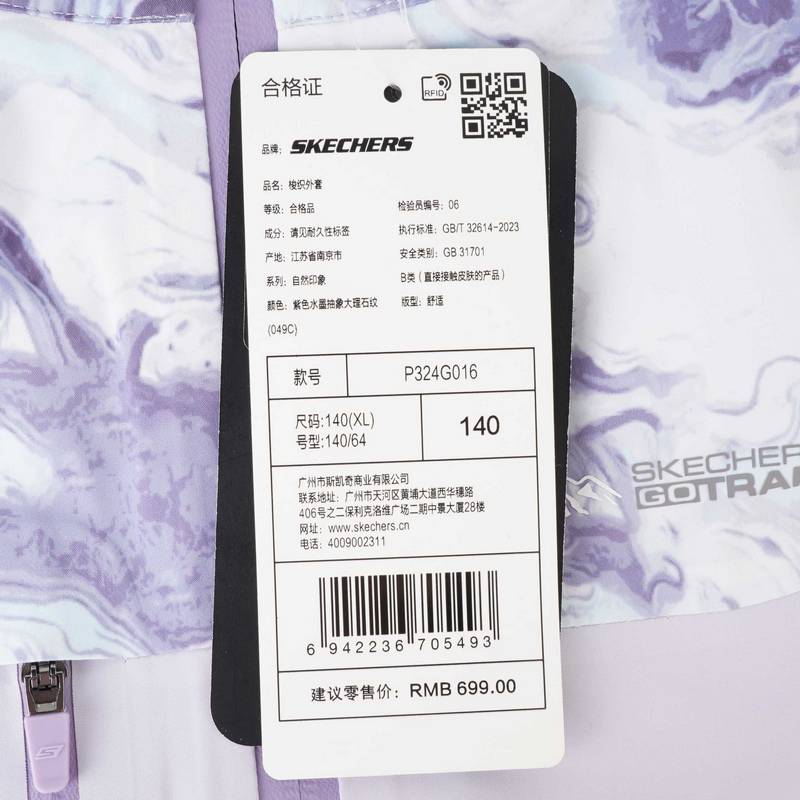 合格证
RFID
品牌: SKECHERS
品名: 梭织外套
等级: 合格品
检验员编号: 06
成分: 请见耐久性标签
执行标准: GB/T 32614-2023
产地: 江苏省南京市
安全类别: GB 31701
系列: 自然印象
B类 (直接接触皮肤的产品)
颜色: 紫色水墨抽象大理石纹
版型: 舒适
(049C)
款号 P324G016
尺码:140(XL)
号型:140/64
140
广州市斯凯奇商业有限公司
联系地址: 广州市天河区黄埔大道西华穗路
406号之二保利克洛维广场二期中景大厦28楼
网址: www.skechers.cn
电话: 4009002311
6 942236 705493
建议零售价: RMB 699.00
SKECHER
GOTRA